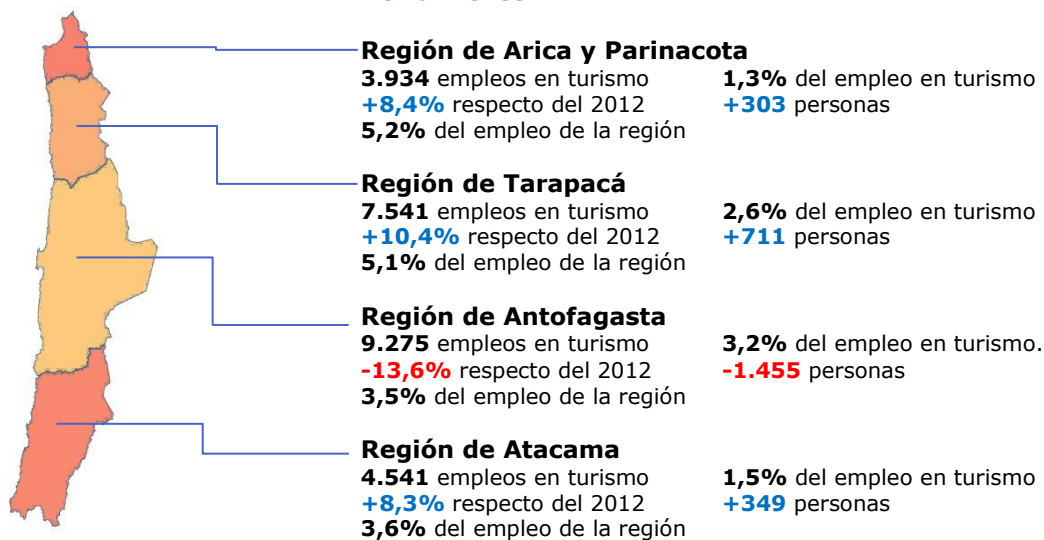 Región de Arica y Parinacota
3.934 empleos en turismo 1,3% del empleo en turismo
+8,4% respecto del 2012 +303 personas
5,2% del empleo de la región
Región de Tarapacá
7.541 empleos en turismo 2,6% del empleo en turismo
+10,4% respecto del 2012 +711 personas
5,1% del empleo de la región
Región de Antofagasta
9.275 empleos en turismo 3,2% del empleo en turismo.
-13,6% respecto del 2012 -1.455 personas
3,5% del empleo de la región
Región de Atacama
4.541 empleos en turismo 1,5% del empleo en turismo
+8,3% respecto del 2012 +349 personas
3,6% del empleo de la región